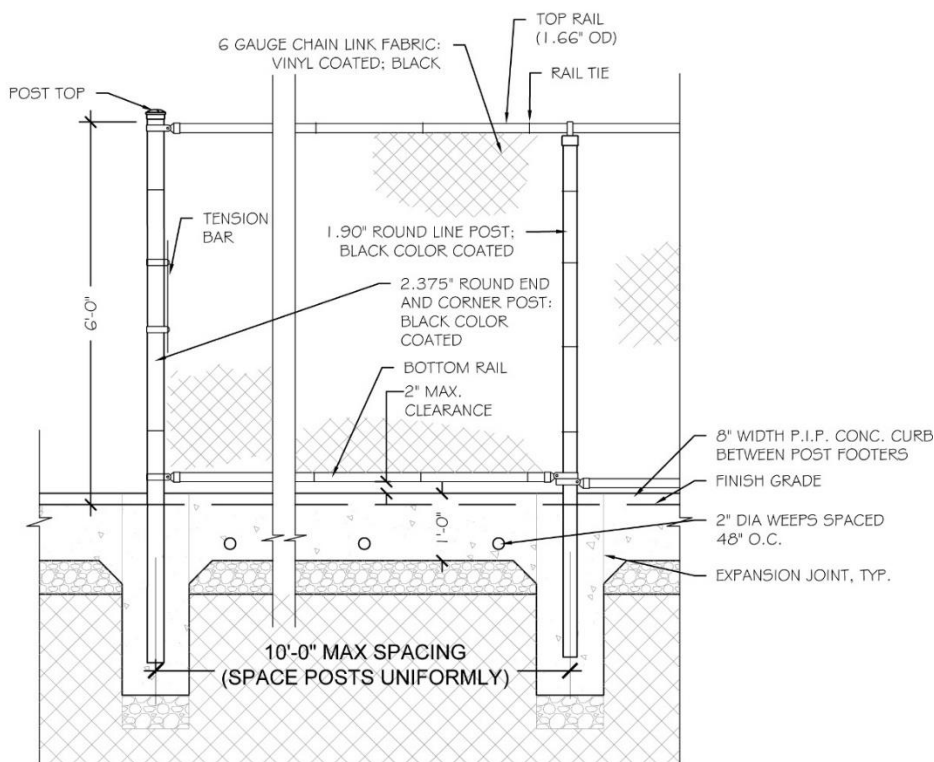 TOP RAIL
(1.66" OD)
6 GAUGE CHAIN LINK FABRIC:
VINYL COATED; BLACK
RAIL TIE
POST TOP
TENSION
BAR
1.90" ROUND LINE POST;
BLACK COLOR COATED
2.375" ROUND END
AND CORNER POST:
BLACK COLOR
COATED
6'-0"
BOTTOM RAIL
2" MAX.
CLEARANCE
8" WIDTH P.I.P. CONC. CURB
BETWEEN POST FOOTERS
FINISH GRADE
1'-0"
2" DIA WEEPS SPACED
48" O.C.
EXPANSION JOINT, TYP.
10'-0" MAX SPACING
(SPACE POSTS UNIFORMLY)